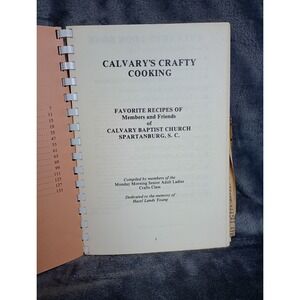 CALVARY'S CRAFTY
COOKING
FAVORITE RECIPES OF
Members and Friends
of
CALVARY BAPTIST CHURCH
SPARTANBURG, S. C.
Compiled by members of the
Monday Morning Senior Adult Ladies
Crafts Class
Dedicated to the memory of
Hazel Lands Young